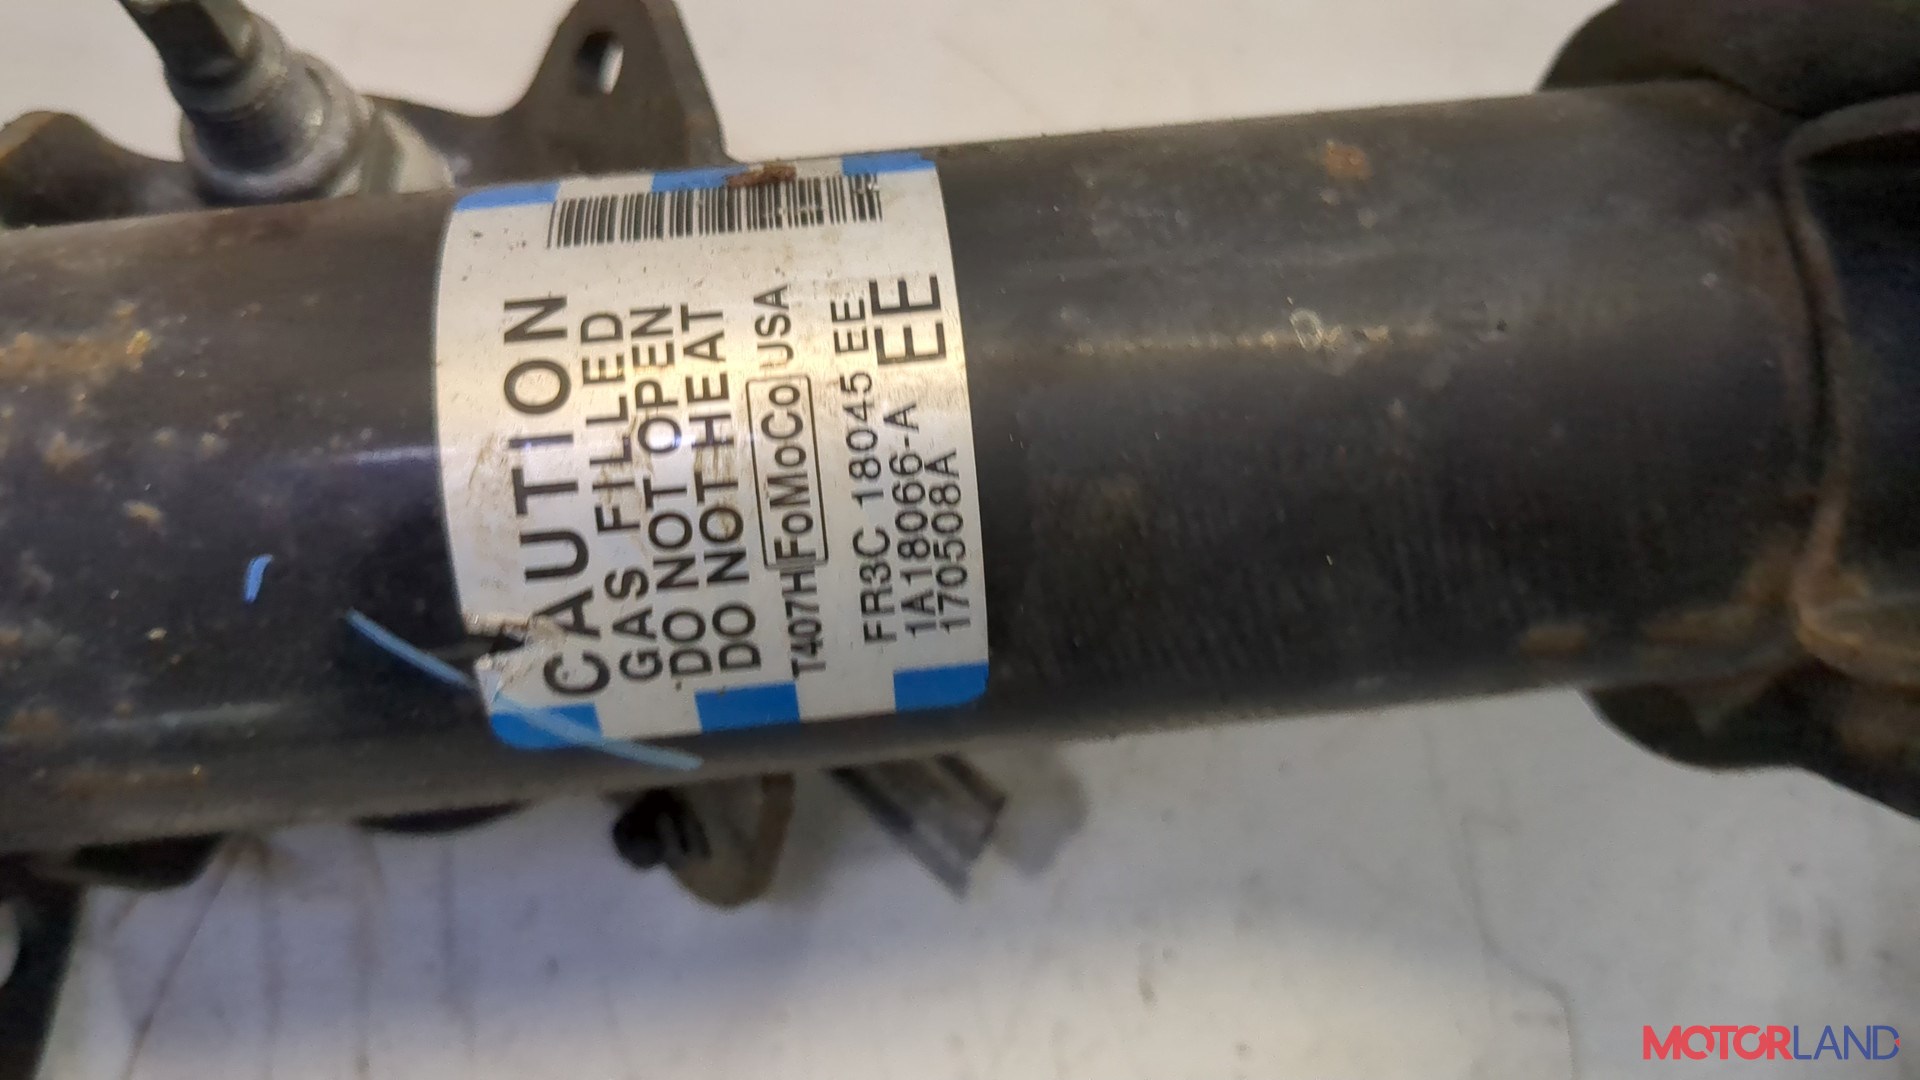 CAUTION
GAS FILLED
DO NOT OPEN
DO NOT HEAT
T407H FoMoCo USA
FR3C 18045 EE
1A18066-A EE
170508A
MOTORLAND